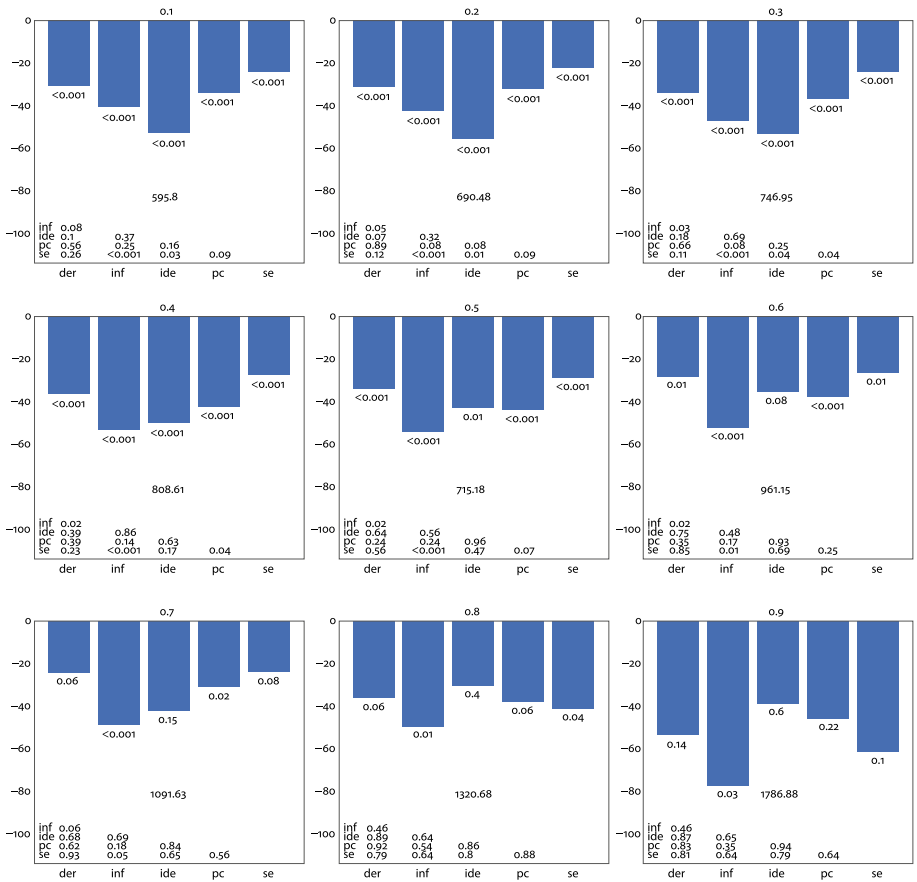 0.1 0.2 0.3
0 0 0
−20 −20 −20
<0.001 <0.001 <0.001 <0.001 <0.001
<0.001 <0.001 <0.001 <0.001 <0.001
<0.001 <0.001 <0.001 <0.001 <0.001
−40 −40 −40
−60 −60 −60
−80 −80 −80
595.8 690.48 746.95
−100 −100 −100
inf 0.08 inf 0.05 inf 0.03
ide 0.1 0.37 ide 0.07 0.32 ide 0.18 0.69
pc 0.56 0.25 0.16 pc 0.89 0.08 0.08 pc 0.66 0.08 0.25
se 0.26 <0.001 0.03 0.09 se 0.12 <0.001 0.01 0.09 se 0.11 <0.001 0.04 0.04
der inf ide pc se der inf ide pc se der inf ide pc se
0.4 0.5 0.6
0 0 0
−20 −20 −20
<0.001 <0.001 <0.001 <0.001 <0.001
<0.001 <0.001 0.01 <0.001 <0.001
0.01 <0.001 0.08 <0.001 0.01
−40 −40 −40
−60 −60 −60
−80 −80 −80
808.61 715.18 961.15
−100 −100 −100
inf 0.02 inf 0.02 inf 0.02
ide 0.39 0.86 ide 0.64 0.56 ide 0.75 0.48
pc 0.39 0.14 0.63 pc 0.24 0.24 0.96 pc 0.35 0.17 0.93
se 0.23 <0.001 0.17 0.04 se 0.56 <0.001 0.47 0.07 se 0.85 0.01 0.69 0.25
der inf ide pc se der inf ide pc se der inf ide pc se
0.7 0.8 0.9
0 0 0
−20 −20 −20
0.06 <0.001 0.15 0.02 0.08
0.06 0.01 0.4 0.06 0.04
0.14 0.03 0.6 0.22 0.1
−40 −40 −40
−60 −60 −60
−80 −80 −80
1091.63 1320.68 1786.88
−100 −100 −100
inf 0.06 inf 0.46 inf 0.46
ide 0.68 0.69 ide 0.89 0.64 ide 0.87 0.65
pc 0.62 0.18 0.84 pc 0.92 0.54 0.86 pc 0.83 0.35 0.94
se 0.93 0.05 0.65 0.56 se 0.79 0.64 0.8 0.88 se 0.81 0.64 0.79 0.64
der inf ide pc se der inf ide pc se der inf ide pc se